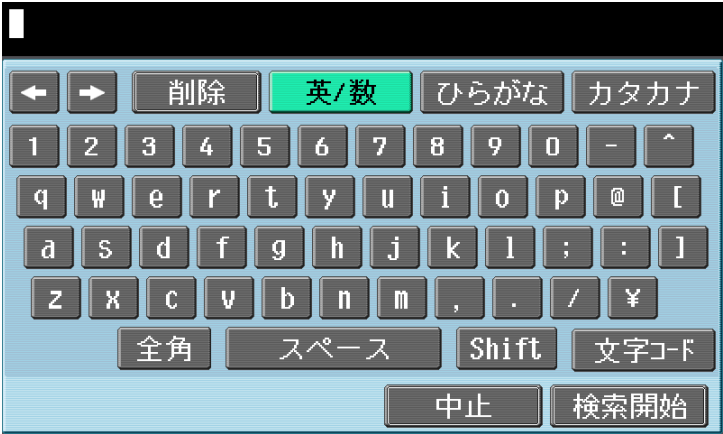 ← → 削除 英/数 ひらがな カタカナ
1 2 3 4 5 6 7 8 9 0 - ^
q w e r t y u i o p @ [
a s d f g h j k l ; : ]
z x c v b n m , . / ¥
全角 スペース Shift 文字コード
中止 検索開始